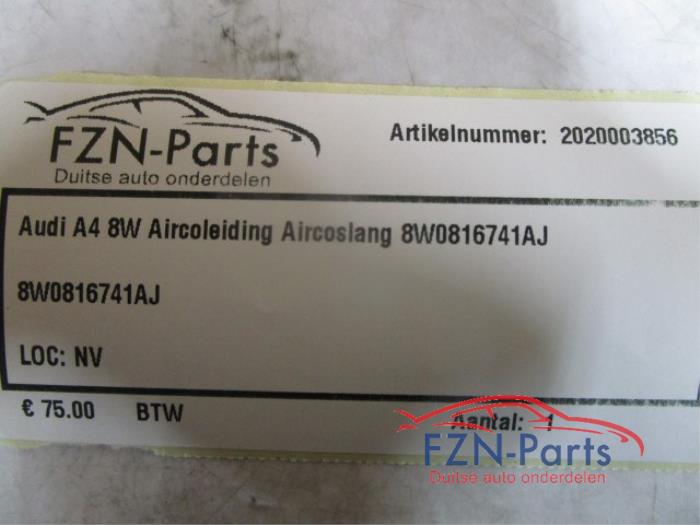 FZN-Parts
Duitse auto onderdelen
Artikelnummer: 2020003856
Audi A4 8W Aircoleiding Aircoslang 8W0816741AJ
8W0816741AJ
LOC: NV
€ 75.00 BTW
Aantal: 1
FZN-Parts
Duitse auto onderdelen